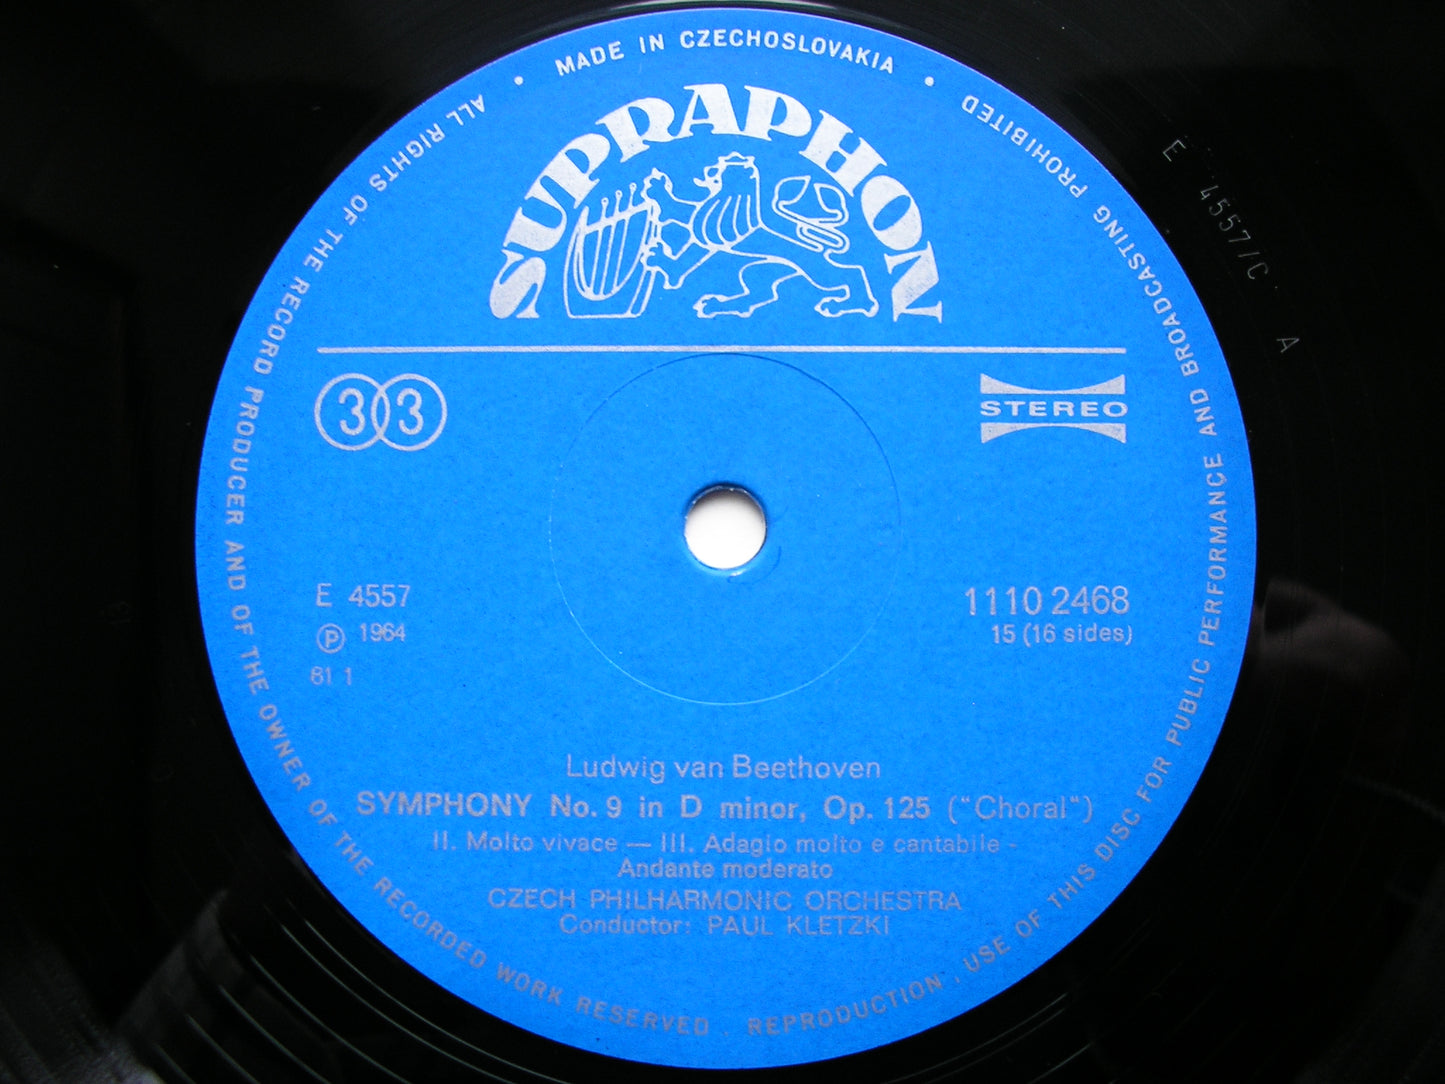 MADE IN CZECHOSLOVAKIA
ALL RIGHTS OF THE RECORD PRODUCER AND OF THE OWNER OF THE RECORDED WORK RESERVED . REPRODUCTION . USE OF THIS DISC FOR PUBLIC PERFORMANCE AND BROADCASTING PROHIBITED
SUPRAPHON
33
STEREO
E 4557
Ⓟ 1964
81 1
1110 2468
15 (16 sides)
Ludwig van Beethoven
SYMPHONY No. 9 in D minor, Op. 125 ("Choral")
II. Molto vivace — III. Adagio molto e cantabile -
Andante moderato
CZECH PHILHARMONIC ORCHESTRA
Conductor: PAUL KLETZKI
E 4557/C A